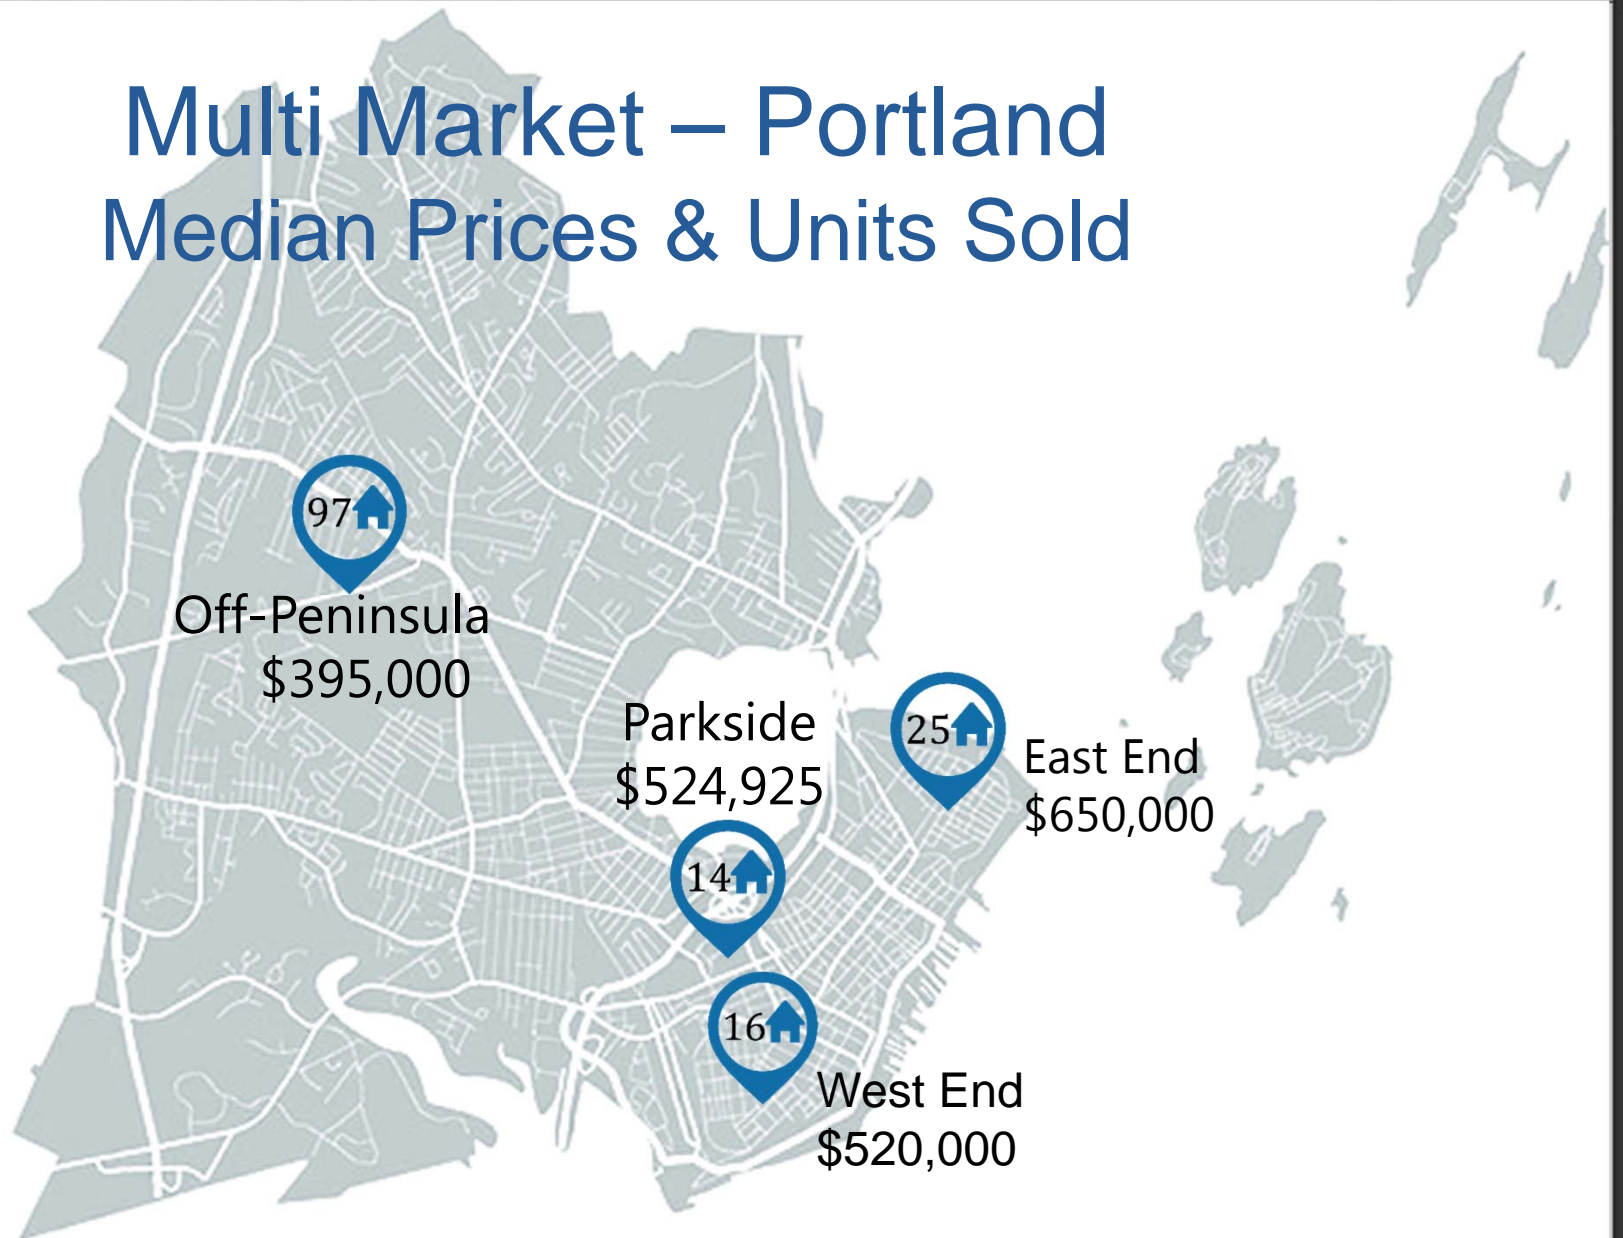 Multi Market – Portland
Median Prices & Units Sold
97
Off-Peninsula
$395,000
Parkside
$524,925
25
East End
$650,000
14
16
West End
$520,000